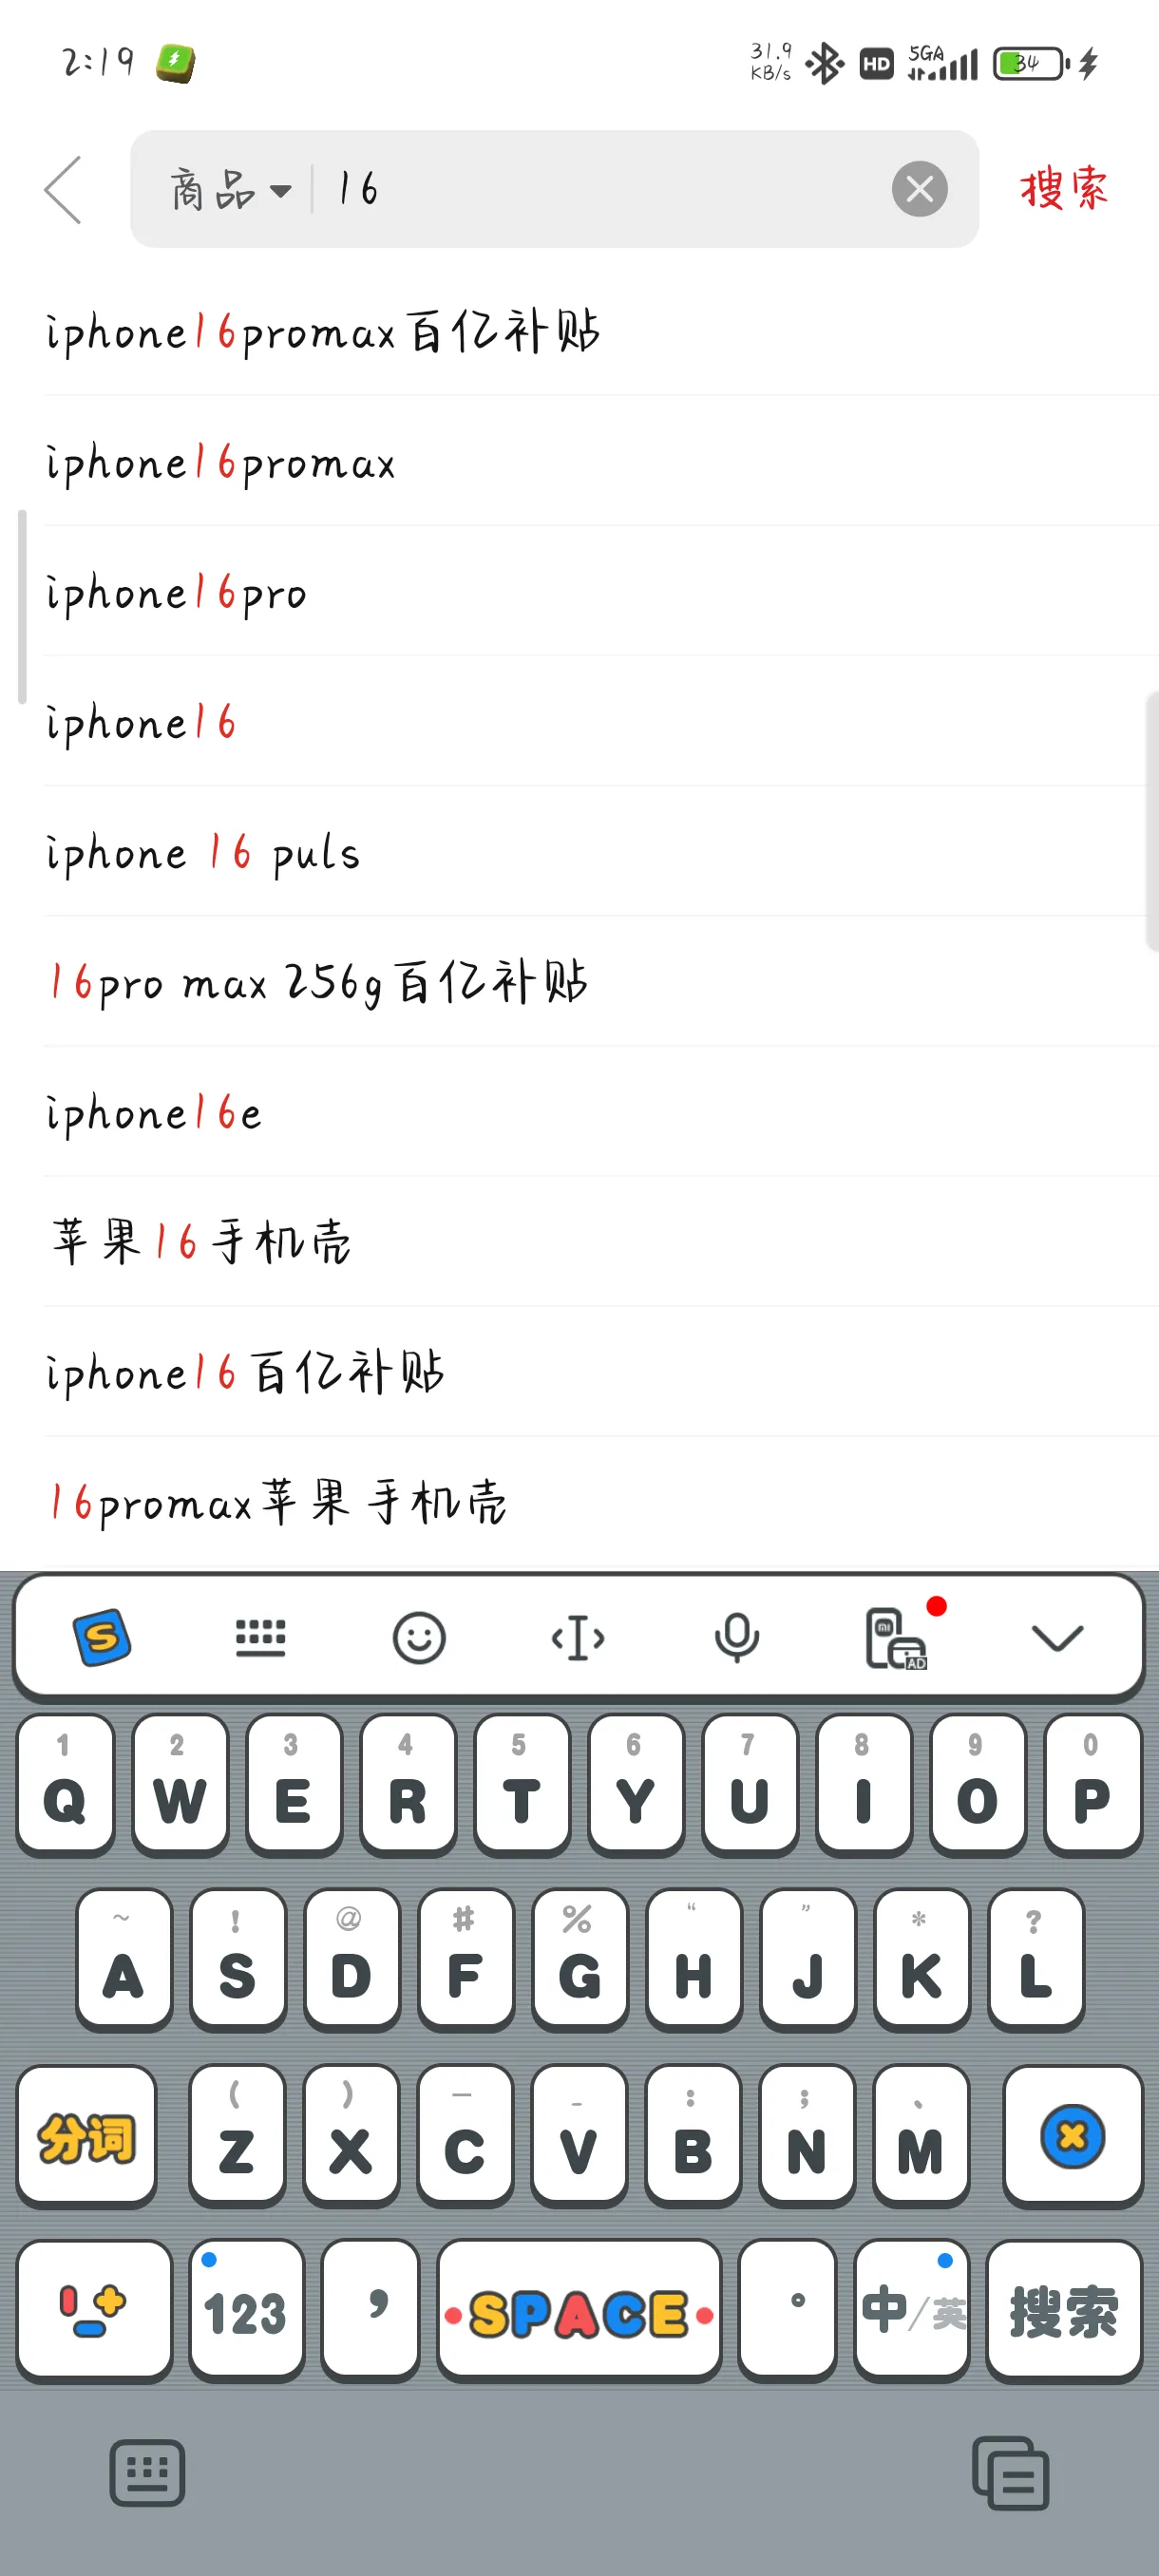 2:19 31.9 KB/s HD 5GA 34
商品 16 搜索
iphone16promax百亿补贴
iphone16promax
iphone16pro
iphone16
iphone 16 puls
16pro max 256g百亿补贴
iphone16e
苹果16手机壳
iphone16百亿补贴
16promax苹果手机壳
S mi AD
1 2 3 4 5 6 7 8 9 0
Q W E R T Y U I O P
~ ! @ # % “ ” * ?
A S D F G H J K L
( ) — _ : ; 、
分词 Z X C V B N M
123 , SPACE 。 中/英 搜索